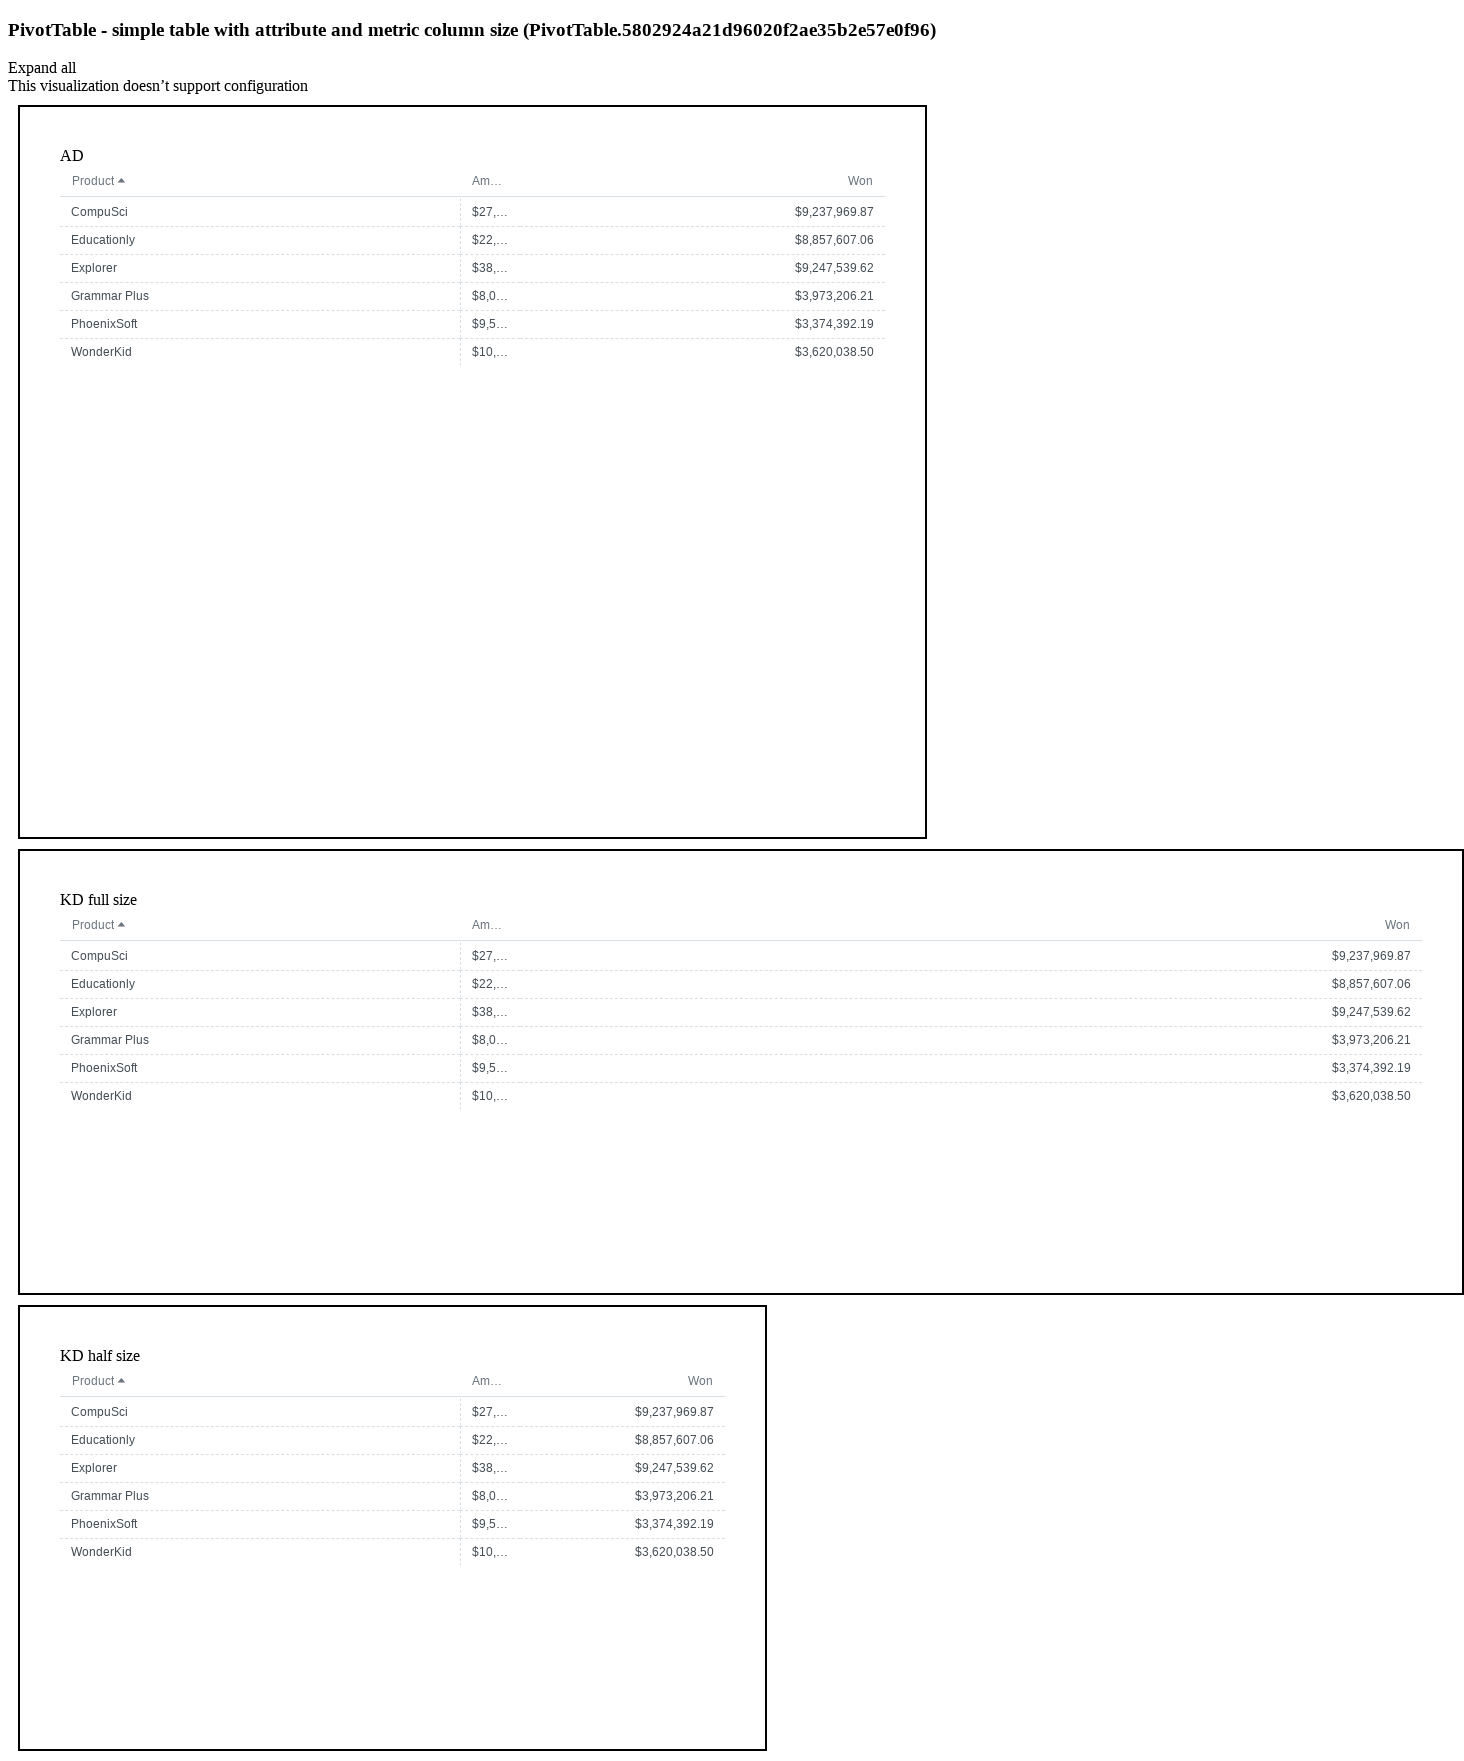 PivotTable - simple table with attribute and metric column size (PivotTable.5802924a21d96020f2ae35b2e57e0f96)
Expand all
This visualization doesn’t support configuration
AD
Product Am… Won
CompuSci $27,… $9,237,969.87
Educationly $22,… $8,857,607.06
Explorer $38,… $9,247,539.62
Grammar Plus $8,0… $3,973,206.21
PhoenixSoft $9,5… $3,374,392.19
WonderKid $10,… $3,620,038.50
KD full size
Product Am… Won
CompuSci $27,… $9,237,969.87
Educationly $22,… $8,857,607.06
Explorer $38,… $9,247,539.62
Grammar Plus $8,0… $3,973,206.21
PhoenixSoft $9,5… $3,374,392.19
WonderKid $10,… $3,620,038.50
KD half size
Product Am… Won
CompuSci $27,… $9,237,969.87
Educationly $22,… $8,857,607.06
Explorer $38,… $9,247,539.62
Grammar Plus $8,0… $3,973,206.21
PhoenixSoft $9,5… $3,374,392.19
WonderKid $10,… $3,620,038.50